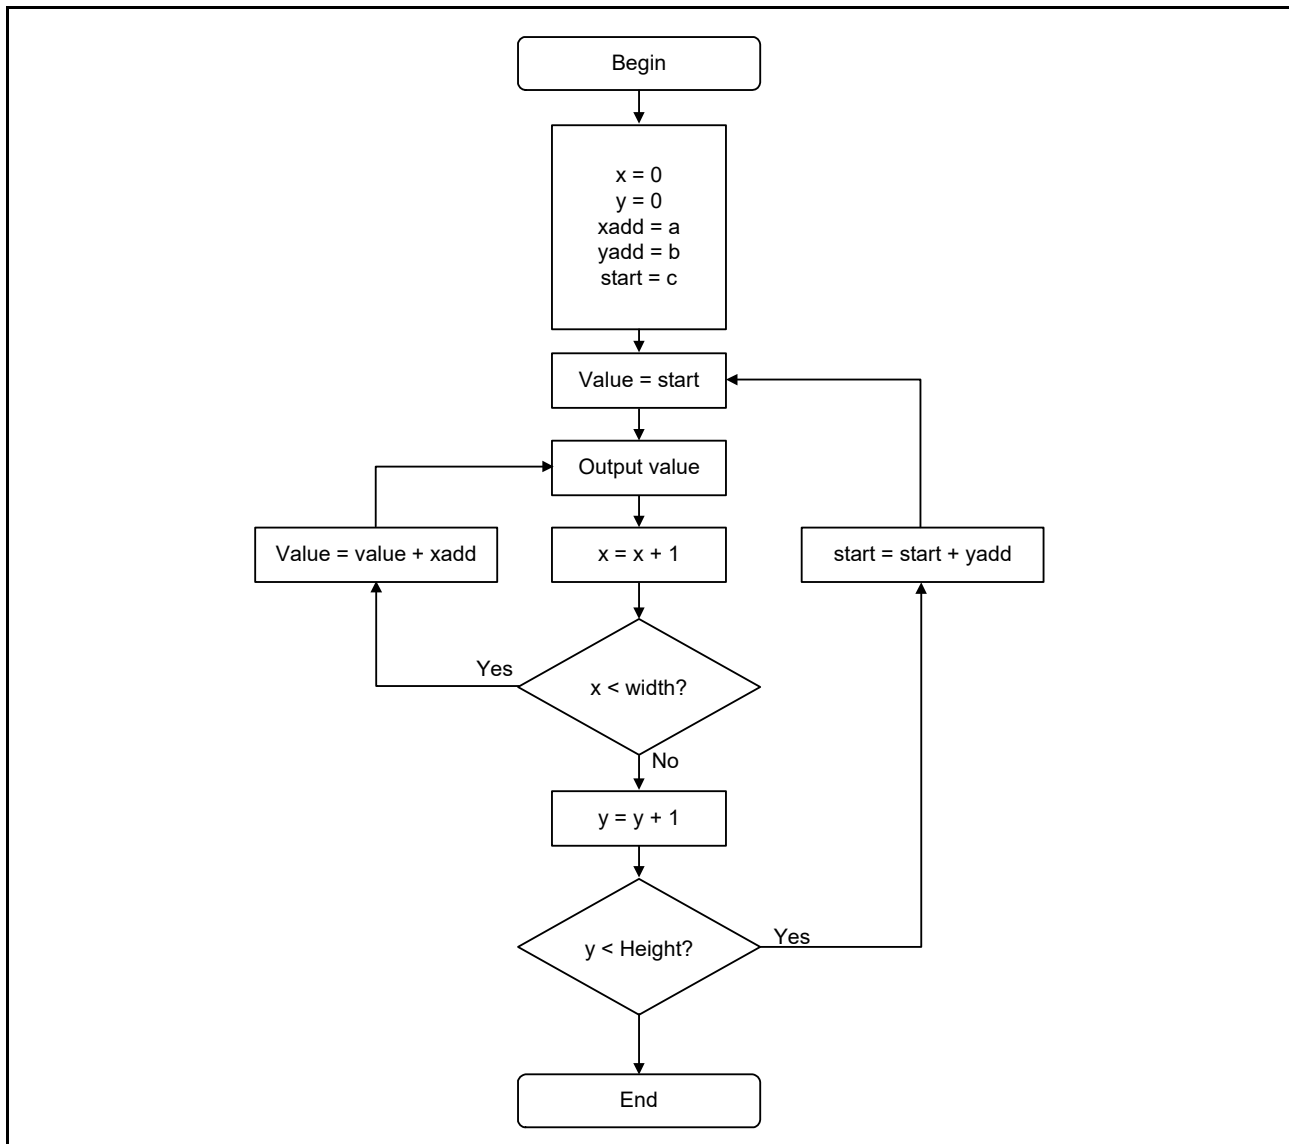 Begin
x = 0
y = 0
xadd = a
yadd = b
start = c
Value = start
Output value
Value = value + xadd
x = x + 1
start = start + yadd
Yes
x < width?
No
y = y + 1
Yes
y < Height?
End